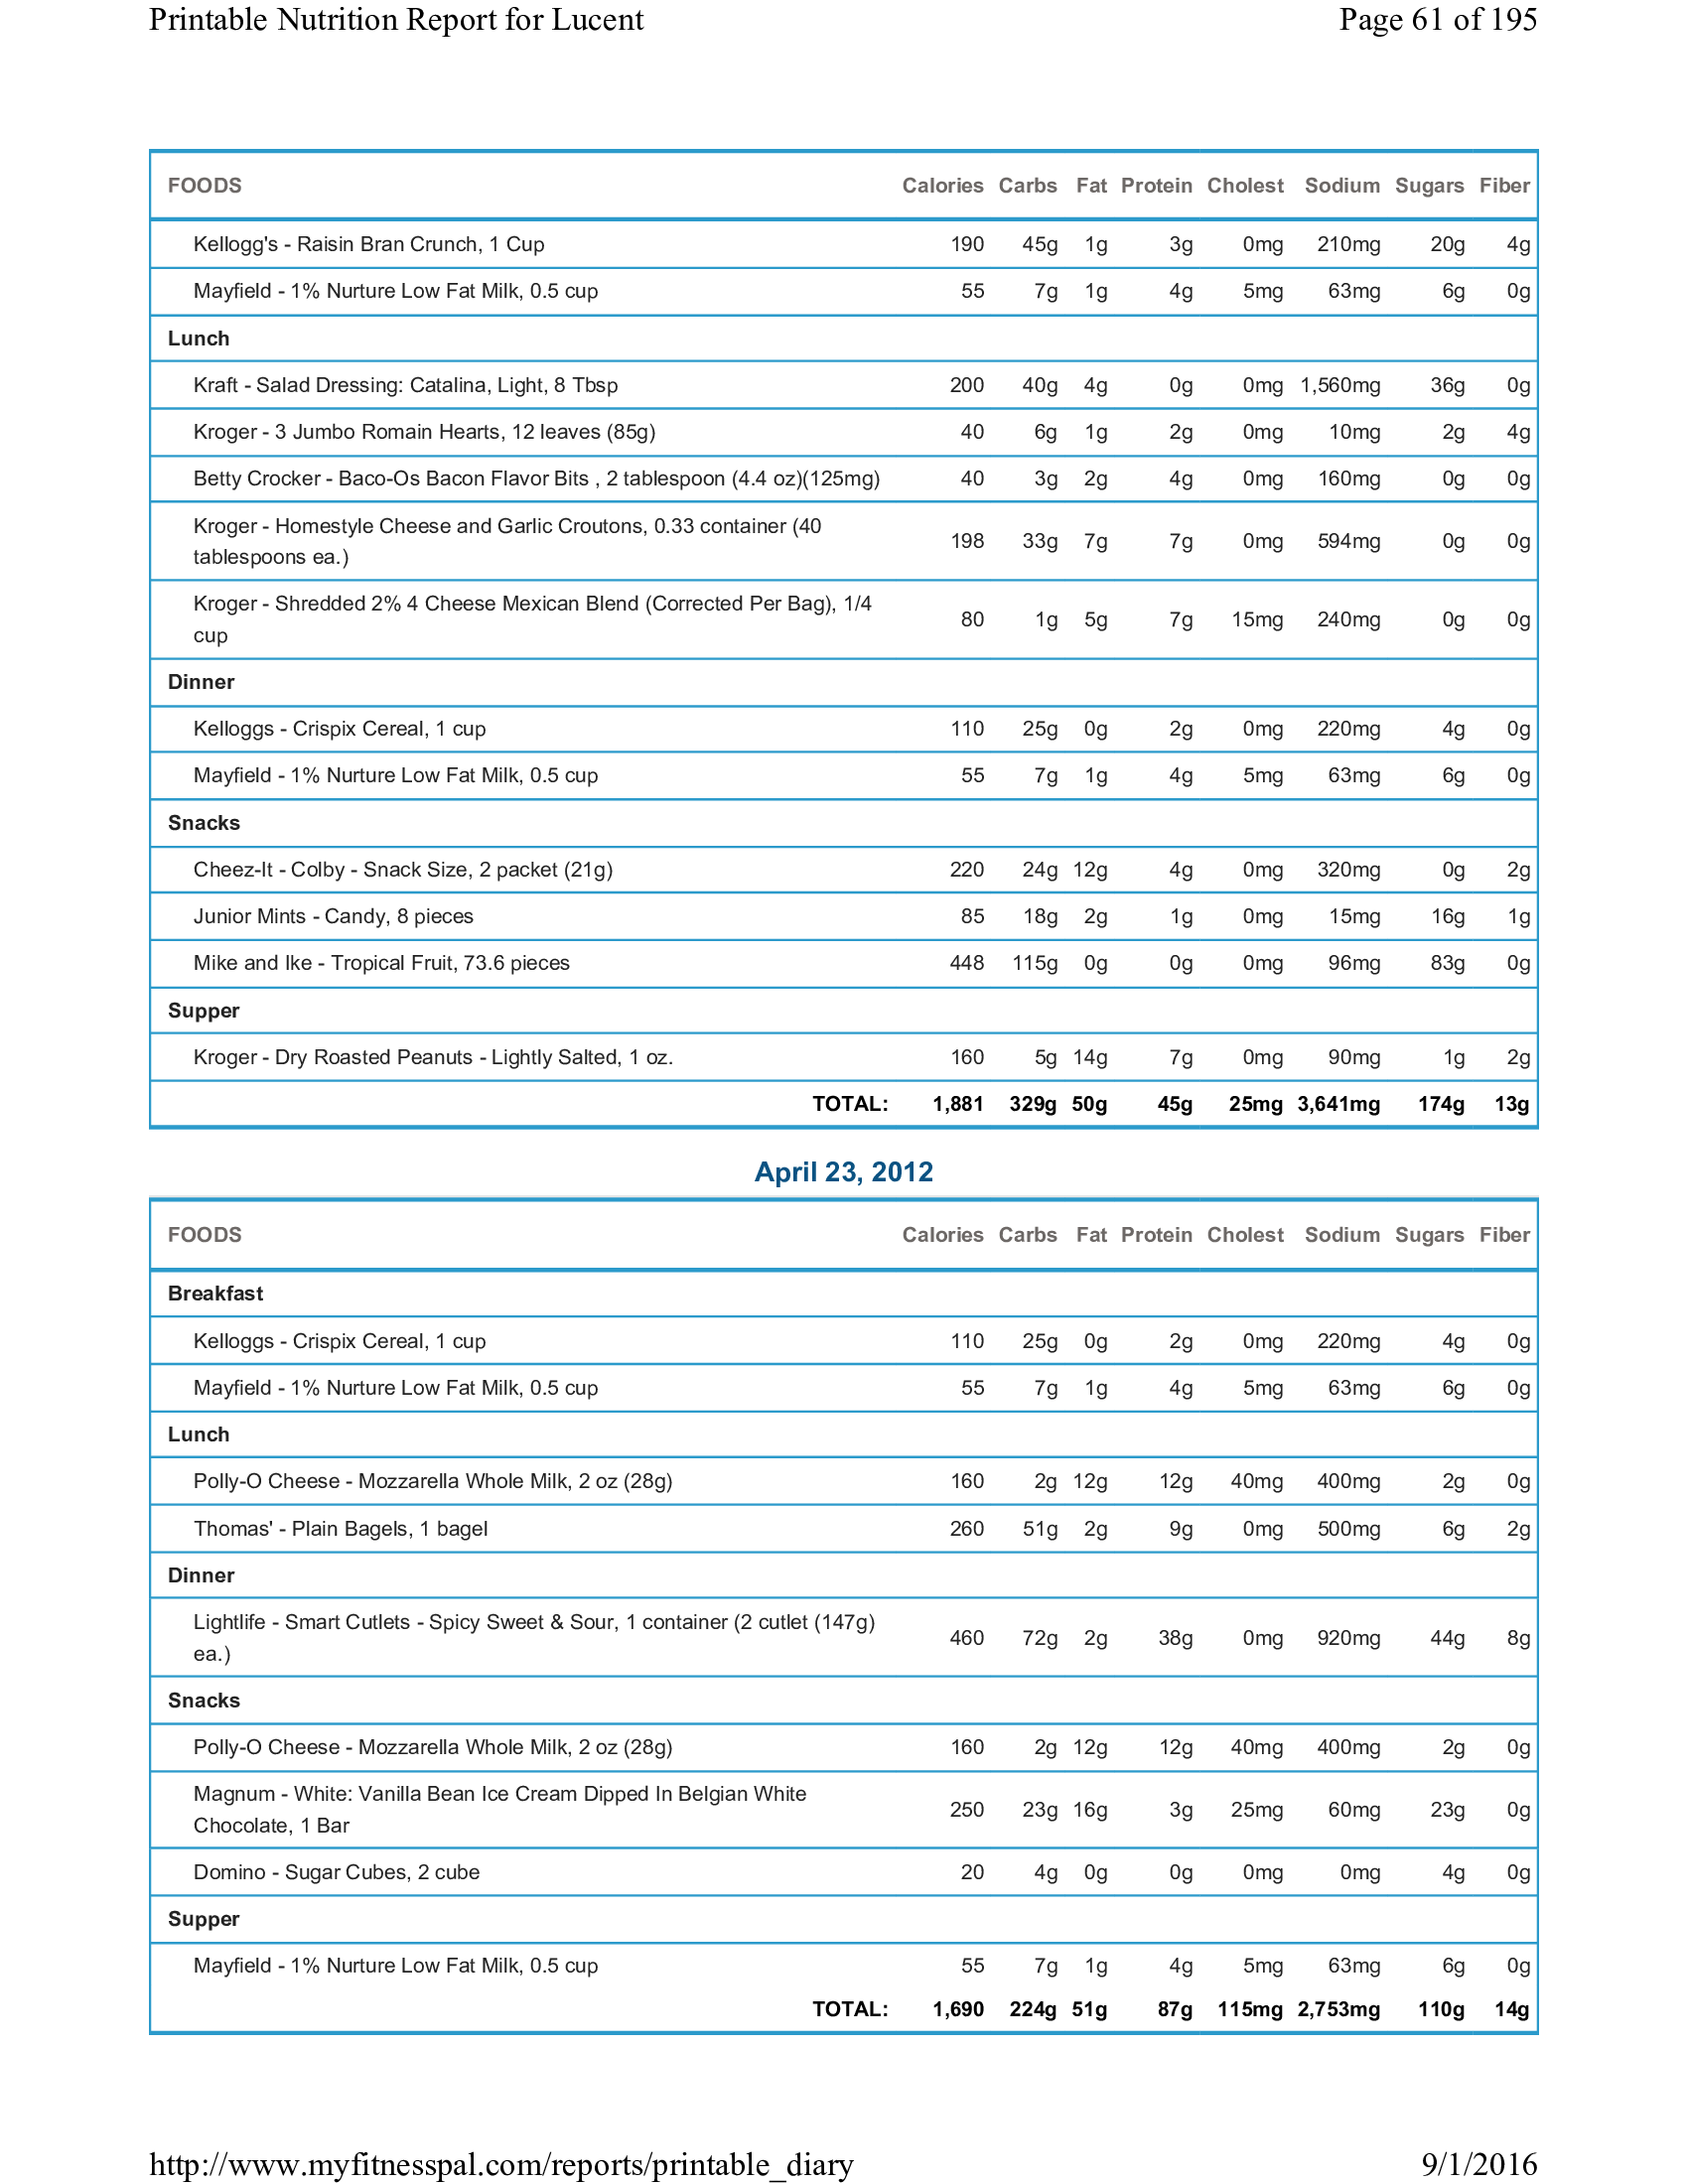 Printable Nutrition Report for Lucent Page 61 of 195
FOODS Calories Carbs Fat Protein Cholest Sodium Sugars Fiber
Kellogg's - Raisin Bran Crunch, 1 Cup 190 45g 1g 3g 0mg 210mg 20g 4g
Mayfield - 1% Nurture Low Fat Milk, 0.5 cup 55 7g 1g 4g 5mg 63mg 6g 0g
Lunch
Kraft - Salad Dressing: Catalina, Light, 8 Tbsp 200 40g 4g 0g 0mg 1,560mg 36g 0g
Kroger - 3 Jumbo Romain Hearts, 12 leaves (85g) 40 6g 1g 2g 0mg 10mg 2g 4g
Betty Crocker - Baco-Os Bacon Flavor Bits , 2 tablespoon (4.4 oz)(125mg) 40 3g 2g 4g 0mg 160mg 0g 0g
Kroger - Homestyle Cheese and Garlic Croutons, 0.33 container (40
tablespoons ea.) 198 33g 7g 7g 0mg 594mg 0g 0g
Kroger - Shredded 2% 4 Cheese Mexican Blend (Corrected Per Bag), 1/4
cup 80 1g 5g 7g 15mg 240mg 0g 0g
Dinner
Kelloggs - Crispix Cereal, 1 cup 110 25g 0g 2g 0mg 220mg 4g 0g
Mayfield - 1% Nurture Low Fat Milk, 0.5 cup 55 7g 1g 4g 5mg 63mg 6g 0g
Snacks
Cheez-It - Colby - Snack Size, 2 packet (21g) 220 24g 12g 4g 0mg 320mg 0g 2g
Junior Mints - Candy, 8 pieces 85 18g 2g 1g 0mg 15mg 16g 1g
Mike and Ike - Tropical Fruit, 73.6 pieces 448 115g 0g 0g 0mg 96mg 83g 0g
Supper
Kroger - Dry Roasted Peanuts - Lightly Salted, 1 oz. 160 5g 14g 7g 0mg 90mg 1g 2g
TOTAL: 1,881 329g 50g 45g 25mg 3,641mg 174g 13g
April 23, 2012
FOODS Calories Carbs Fat Protein Cholest Sodium Sugars Fiber
Breakfast
Kelloggs - Crispix Cereal, 1 cup 110 25g 0g 2g 0mg 220mg 4g 0g
Mayfield - 1% Nurture Low Fat Milk, 0.5 cup 55 7g 1g 4g 5mg 63mg 6g 0g
Lunch
Polly-O Cheese - Mozzarella Whole Milk, 2 oz (28g) 160 2g 12g 12g 40mg 400mg 2g 0g
Thomas' - Plain Bagels, 1 bagel 260 51g 2g 9g 0mg 500mg 6g 2g
Dinner
Lightlife - Smart Cutlets - Spicy Sweet & Sour, 1 container (2 cutlet (147g)
ea.) 460 72g 2g 38g 0mg 920mg 44g 8g
Snacks
Polly-O Cheese - Mozzarella Whole Milk, 2 oz (28g) 160 2g 12g 12g 40mg 400mg 2g 0g
Magnum - White: Vanilla Bean Ice Cream Dipped In Belgian White
Chocolate, 1 Bar 250 23g 16g 3g 25mg 60mg 23g 0g
Domino - Sugar Cubes, 2 cube 20 4g 0g 0g 0mg 0mg 4g 0g
Supper
Mayfield - 1% Nurture Low Fat Milk, 0.5 cup 55 7g 1g 4g 5mg 63mg 6g 0g
TOTAL: 1,690 224g 51g 87g 115mg 2,753mg 110g 14g
http://www.myfitnesspal.com/reports/printable_diary 9/1/2016